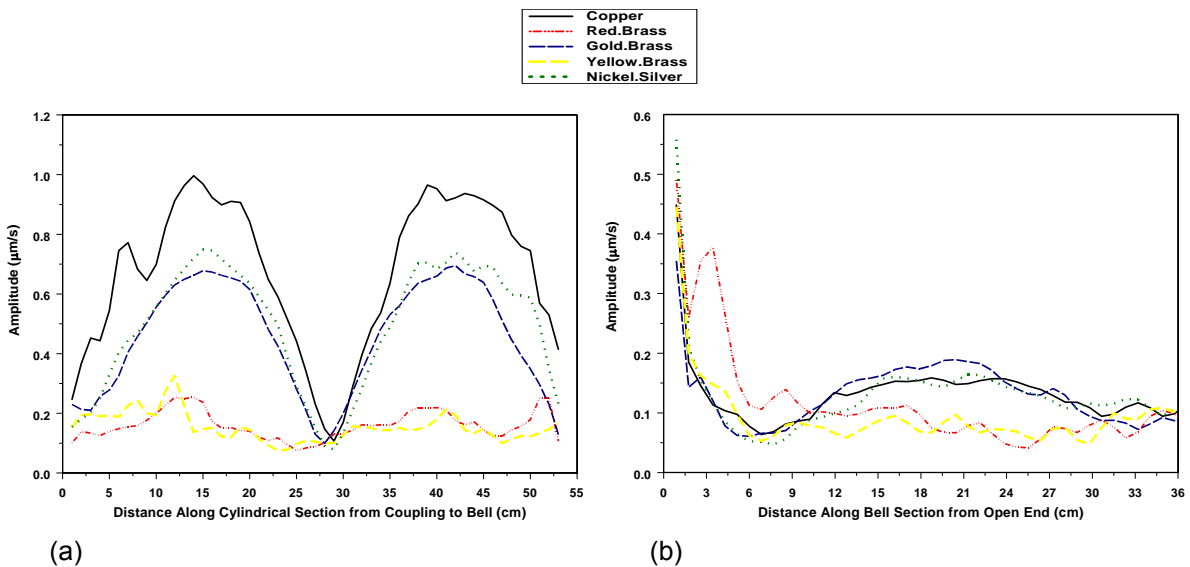 Copper
Red.Brass
Gold.Brass
Yellow.Brass
Nickel.Silver
1.2
1.0
0.8
0.6
0.4
0.2
0.0
Amplitude (µm/s)
0 5 10 15 20 25 30 35 40 45 50 55
Distance Along Cylindrical Section from Coupling to Bell (cm)
(a)
0.6
0.5
0.4
0.3
0.2
0.1
0.0
Amplitude (µm/s)
0 3 6 9 12 15 18 21 24 27 30 33 36
Distance Along Bell Section from Open End (cm)
(b)